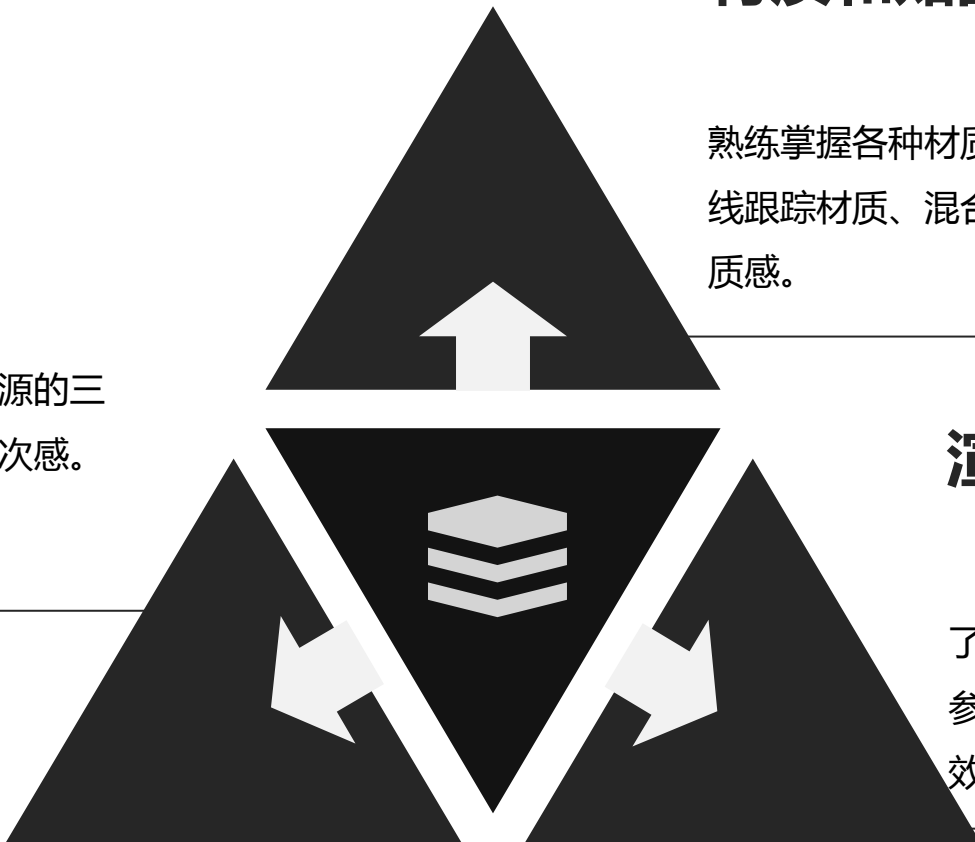 熟练掌握各种材质
线跟踪材质、混合
质感。
源的三
次感。
渲
了
参
效